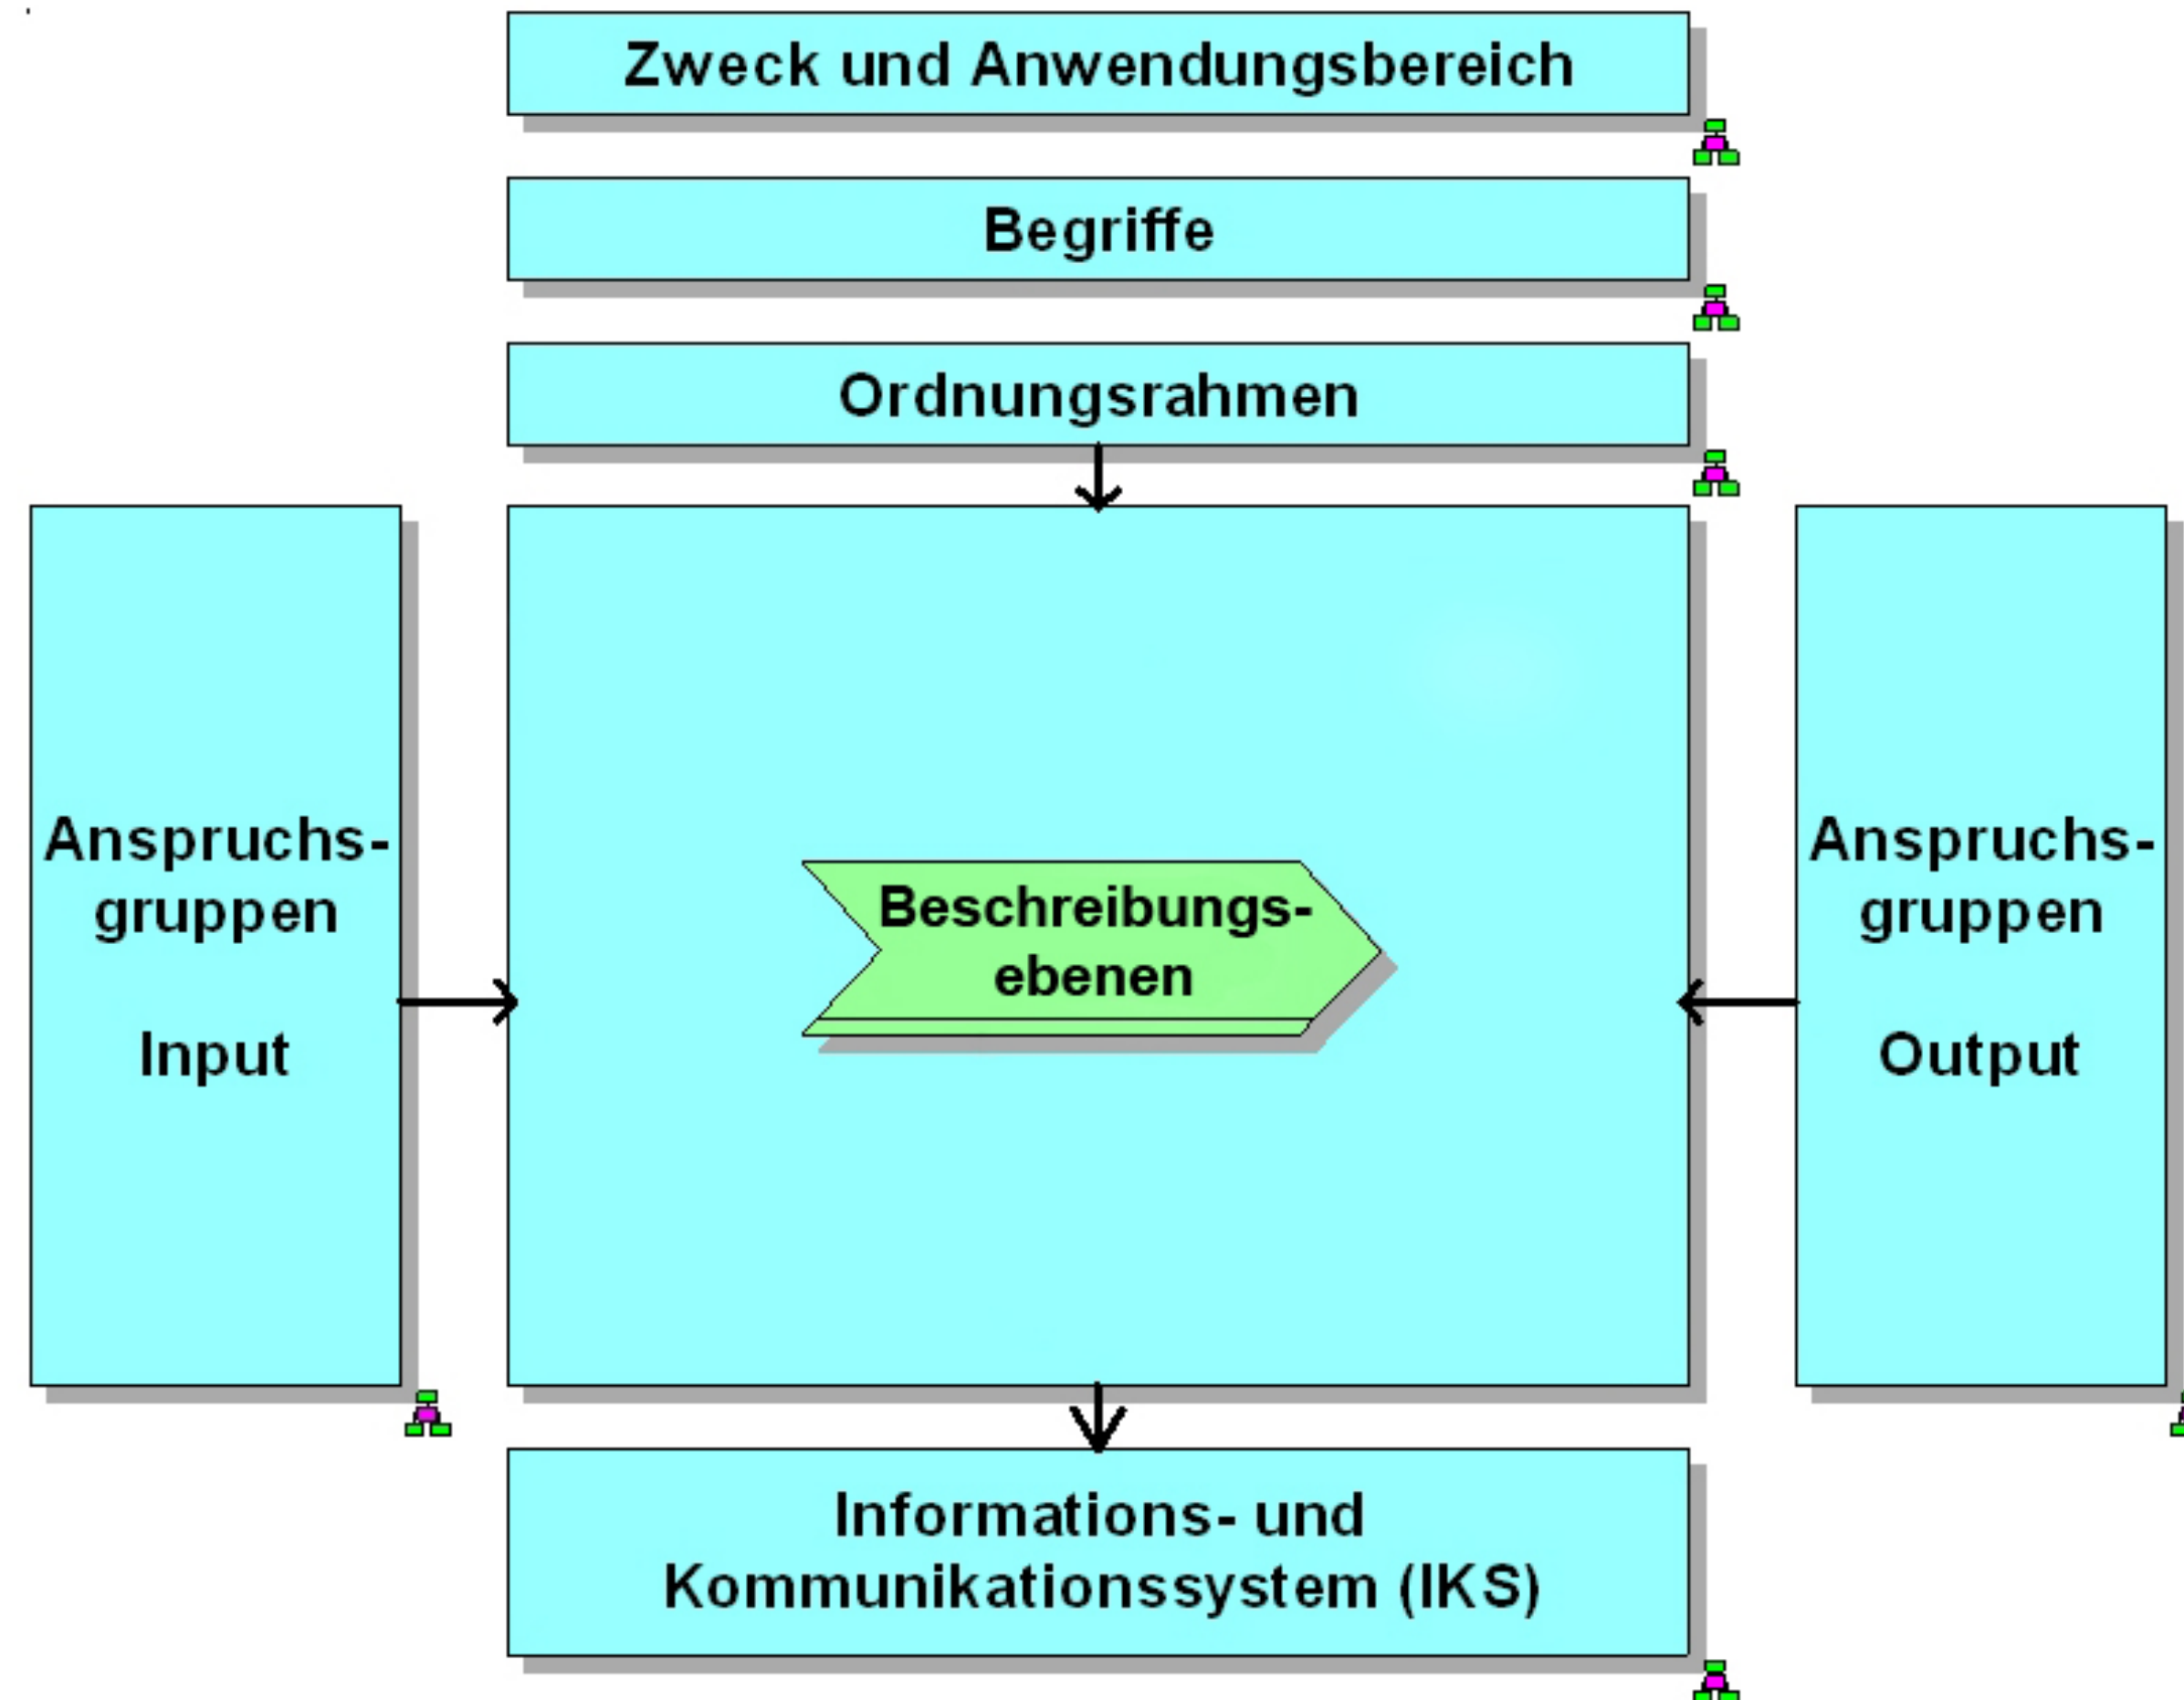 Zweck und Anwendungsbereich
Begriffe
Ordnungsrahmen
Anspruchs-
gruppen
Input
Beschreibungs-
ebenen
Anspruchs-
gruppen
Output
Informations- und
Kommunikationssystem (IKS)